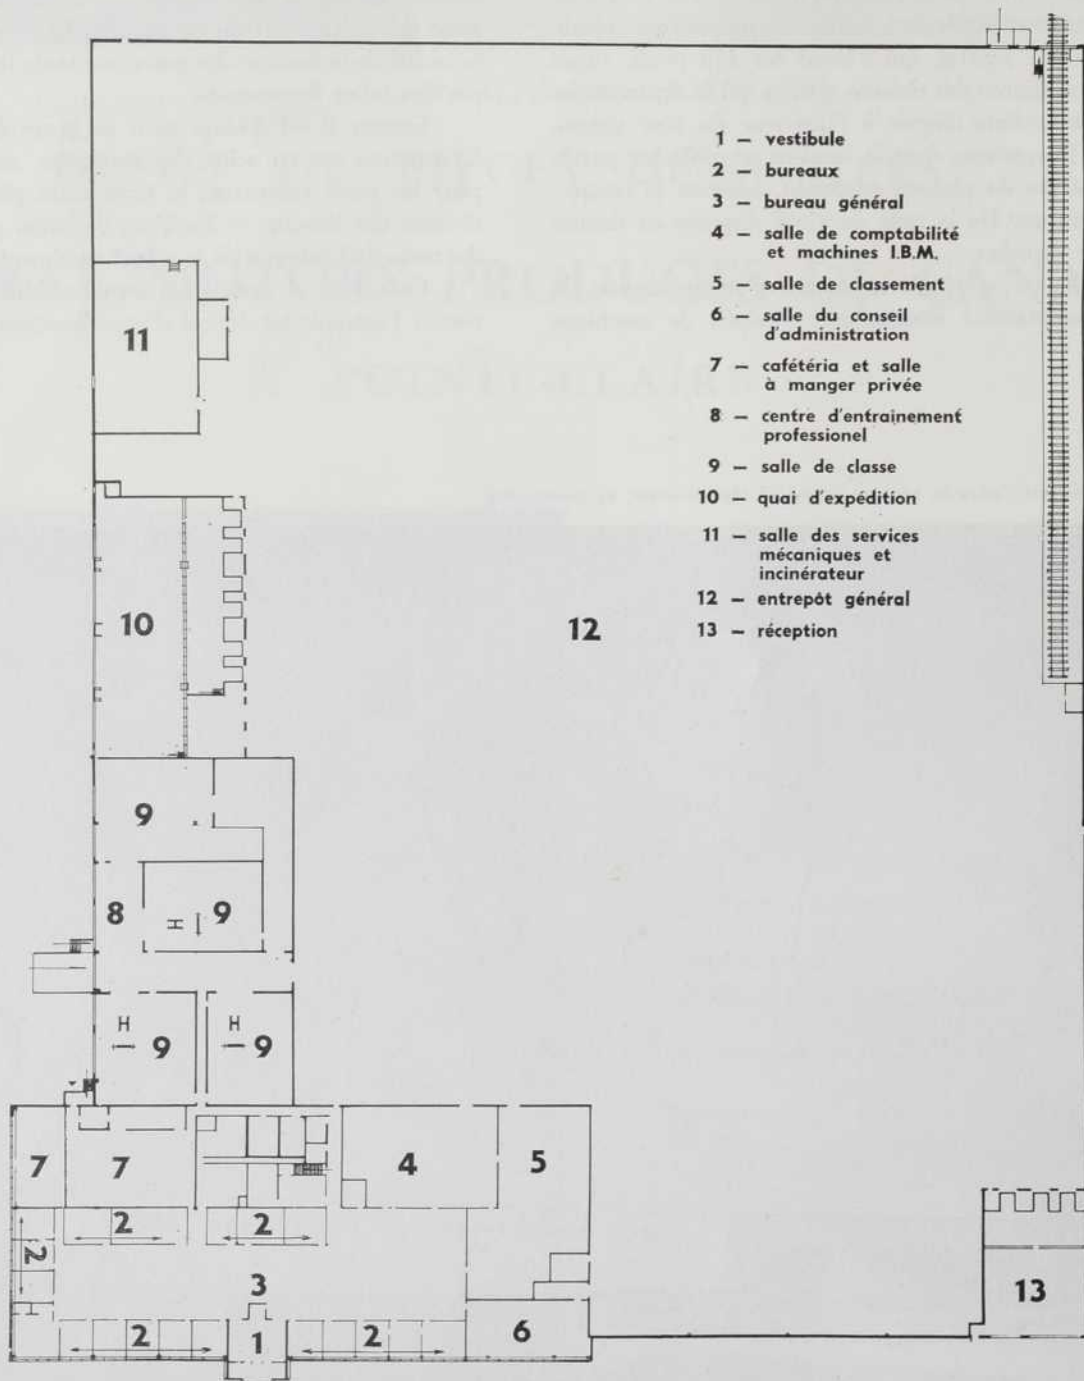 1 — vestibule
2 — bureaux
3 — bureau général
4 — salle de comptabilité
et machines I.B.M.
5 — salle de classement
6 — salle du conseil
d'administration
7 — cafétéria et salle
à manger privée
8 — centre d'entrainement
professionel
9 — salle de classe
10 — quai d'expédition
11 — salle des services
mécaniques et
incinérateur
12 — entrepôt général
13 — réception
11
10
12
9
8
H
9
H
9
H
9
7
7
4
5
2
2
2
3
13
2
1
2
6